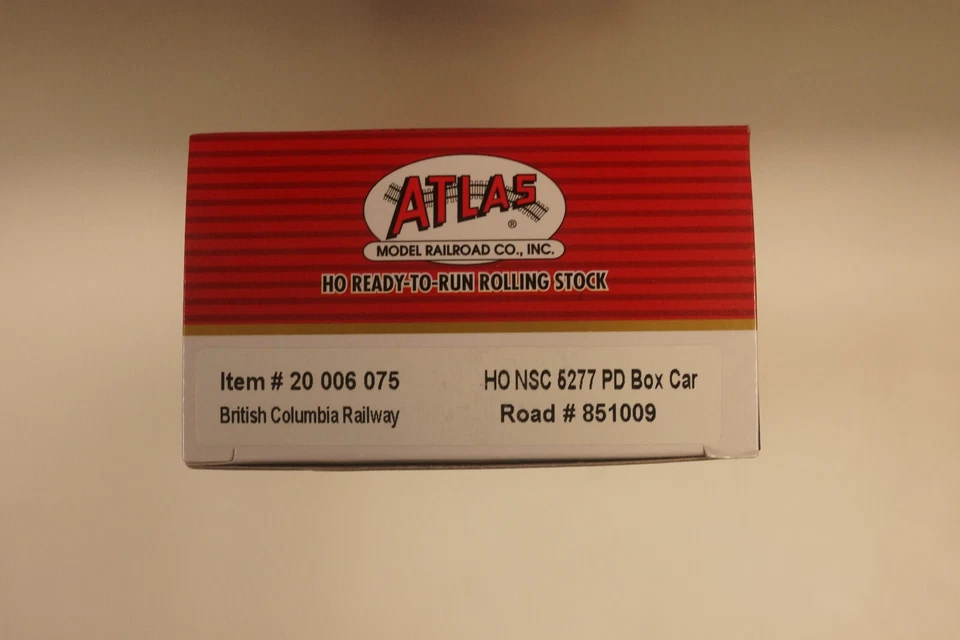 ATLAS
®
MODEL RAILROAD CO., INC.
HO READY-TO-RUN ROLLING STOCK
Item # 20 006 075
HO NSC 5277 PD Box Car
British Columbia Railway
Road # 851009